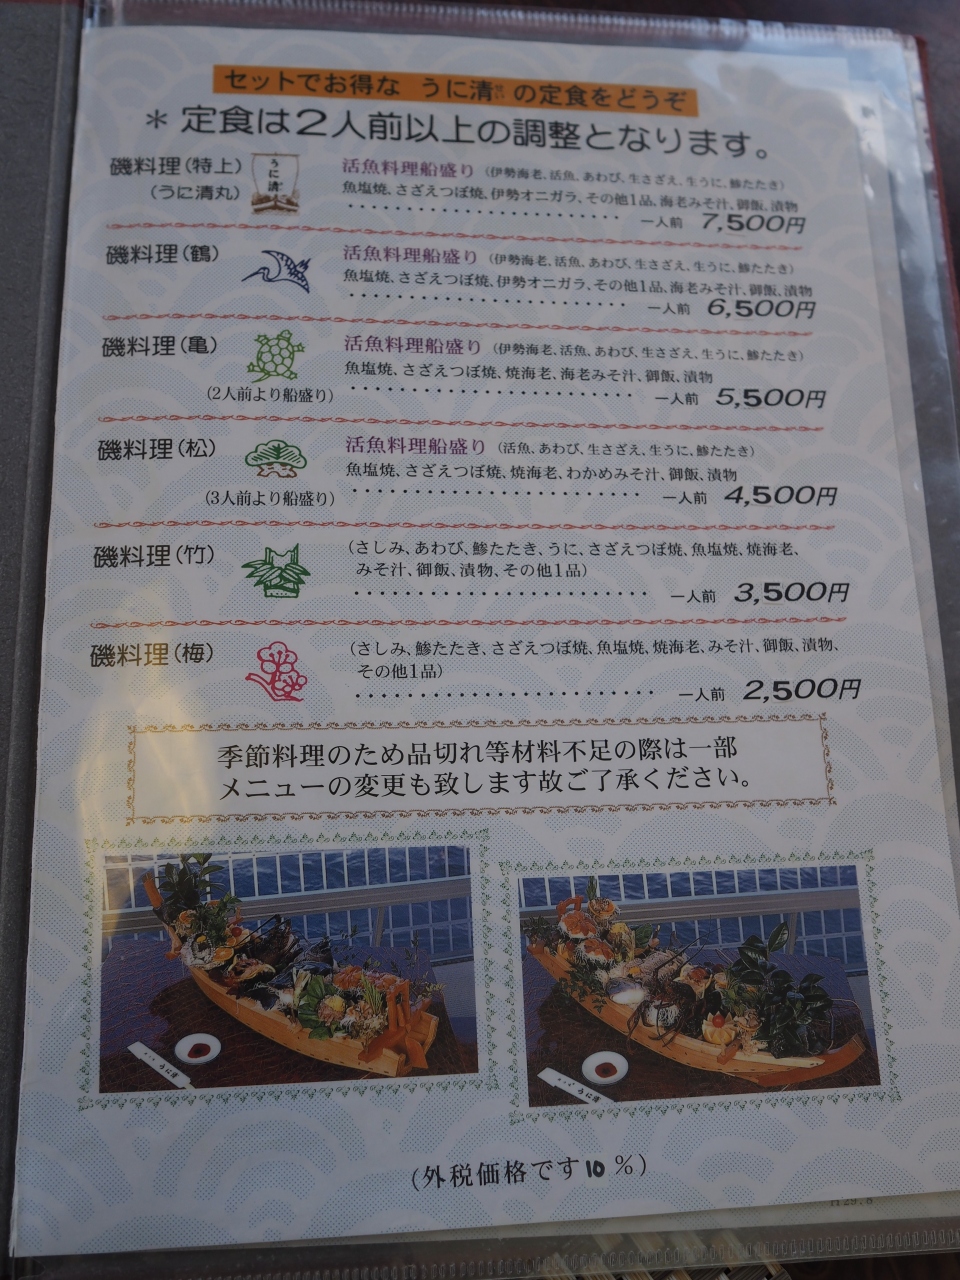 セットでお得な うに清 の定食をどうぞ
＊ 定食は2人前以上の調整となります。
磯料理(特上)
(うに清丸)
うに清
活魚料理船盛り (伊勢海老、活魚、あわび、生さざえ、生うに、鯵たたき)
魚塩焼、さざえつぼ焼、伊勢オニガラ、その他1品、海老みそ汁、御飯、漬物
一人前 7,500円
磯料理(鶴)
活魚料理船盛り (伊勢海老、活魚、あわび、生さざえ、生うに、鯵たたき)
魚塩焼、さざえつぼ焼、伊勢オニガラ、その他1品、海老みそ汁、御飯、漬物
一人前 6,500円
磯料理(亀)
(2人前より船盛り)
活魚料理船盛り (伊勢海老、活魚、あわび、生さざえ、生うに、鯵たたき)
魚塩焼、さざえつぼ焼、焼海老、海老みそ汁、御飯、漬物
一人前 5,500円
磯料理(松)
(3人前より船盛り)
活魚料理船盛り (活魚、あわび、生さざえ、生うに、鯵たたき)
魚塩焼、さざえつぼ焼、焼海老、わかめみそ汁、御飯、漬物
一人前 4,500円
磯料理(竹)
(さしみ、あわび、鯵たたき、うに、さざえつぼ焼、魚塩焼、焼海老、
みそ汁、御飯、漬物、その他1品)
一人前 3,500円
磯料理(梅)
(さしみ、鯵たたき、さざえつぼ焼、魚塩焼、焼海老、みそ汁、御飯、漬物、
その他1品)
一人前 2,500円
季節料理のため品切れ等材料不足の際は一部
メニューの変更も致します故ご了承ください。
うに清
うに清
(外税価格です10％)
H29.8